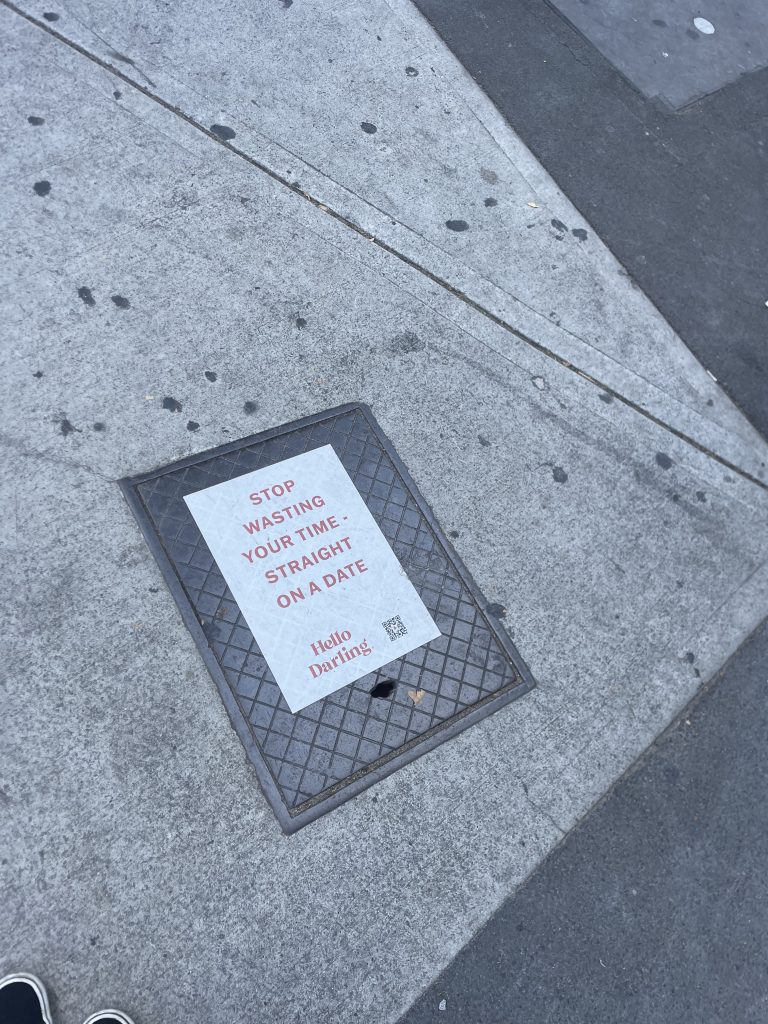 STOP
WASTING
YOUR TIME -
STRAIGHT
ON A DATE
Hello
Darling